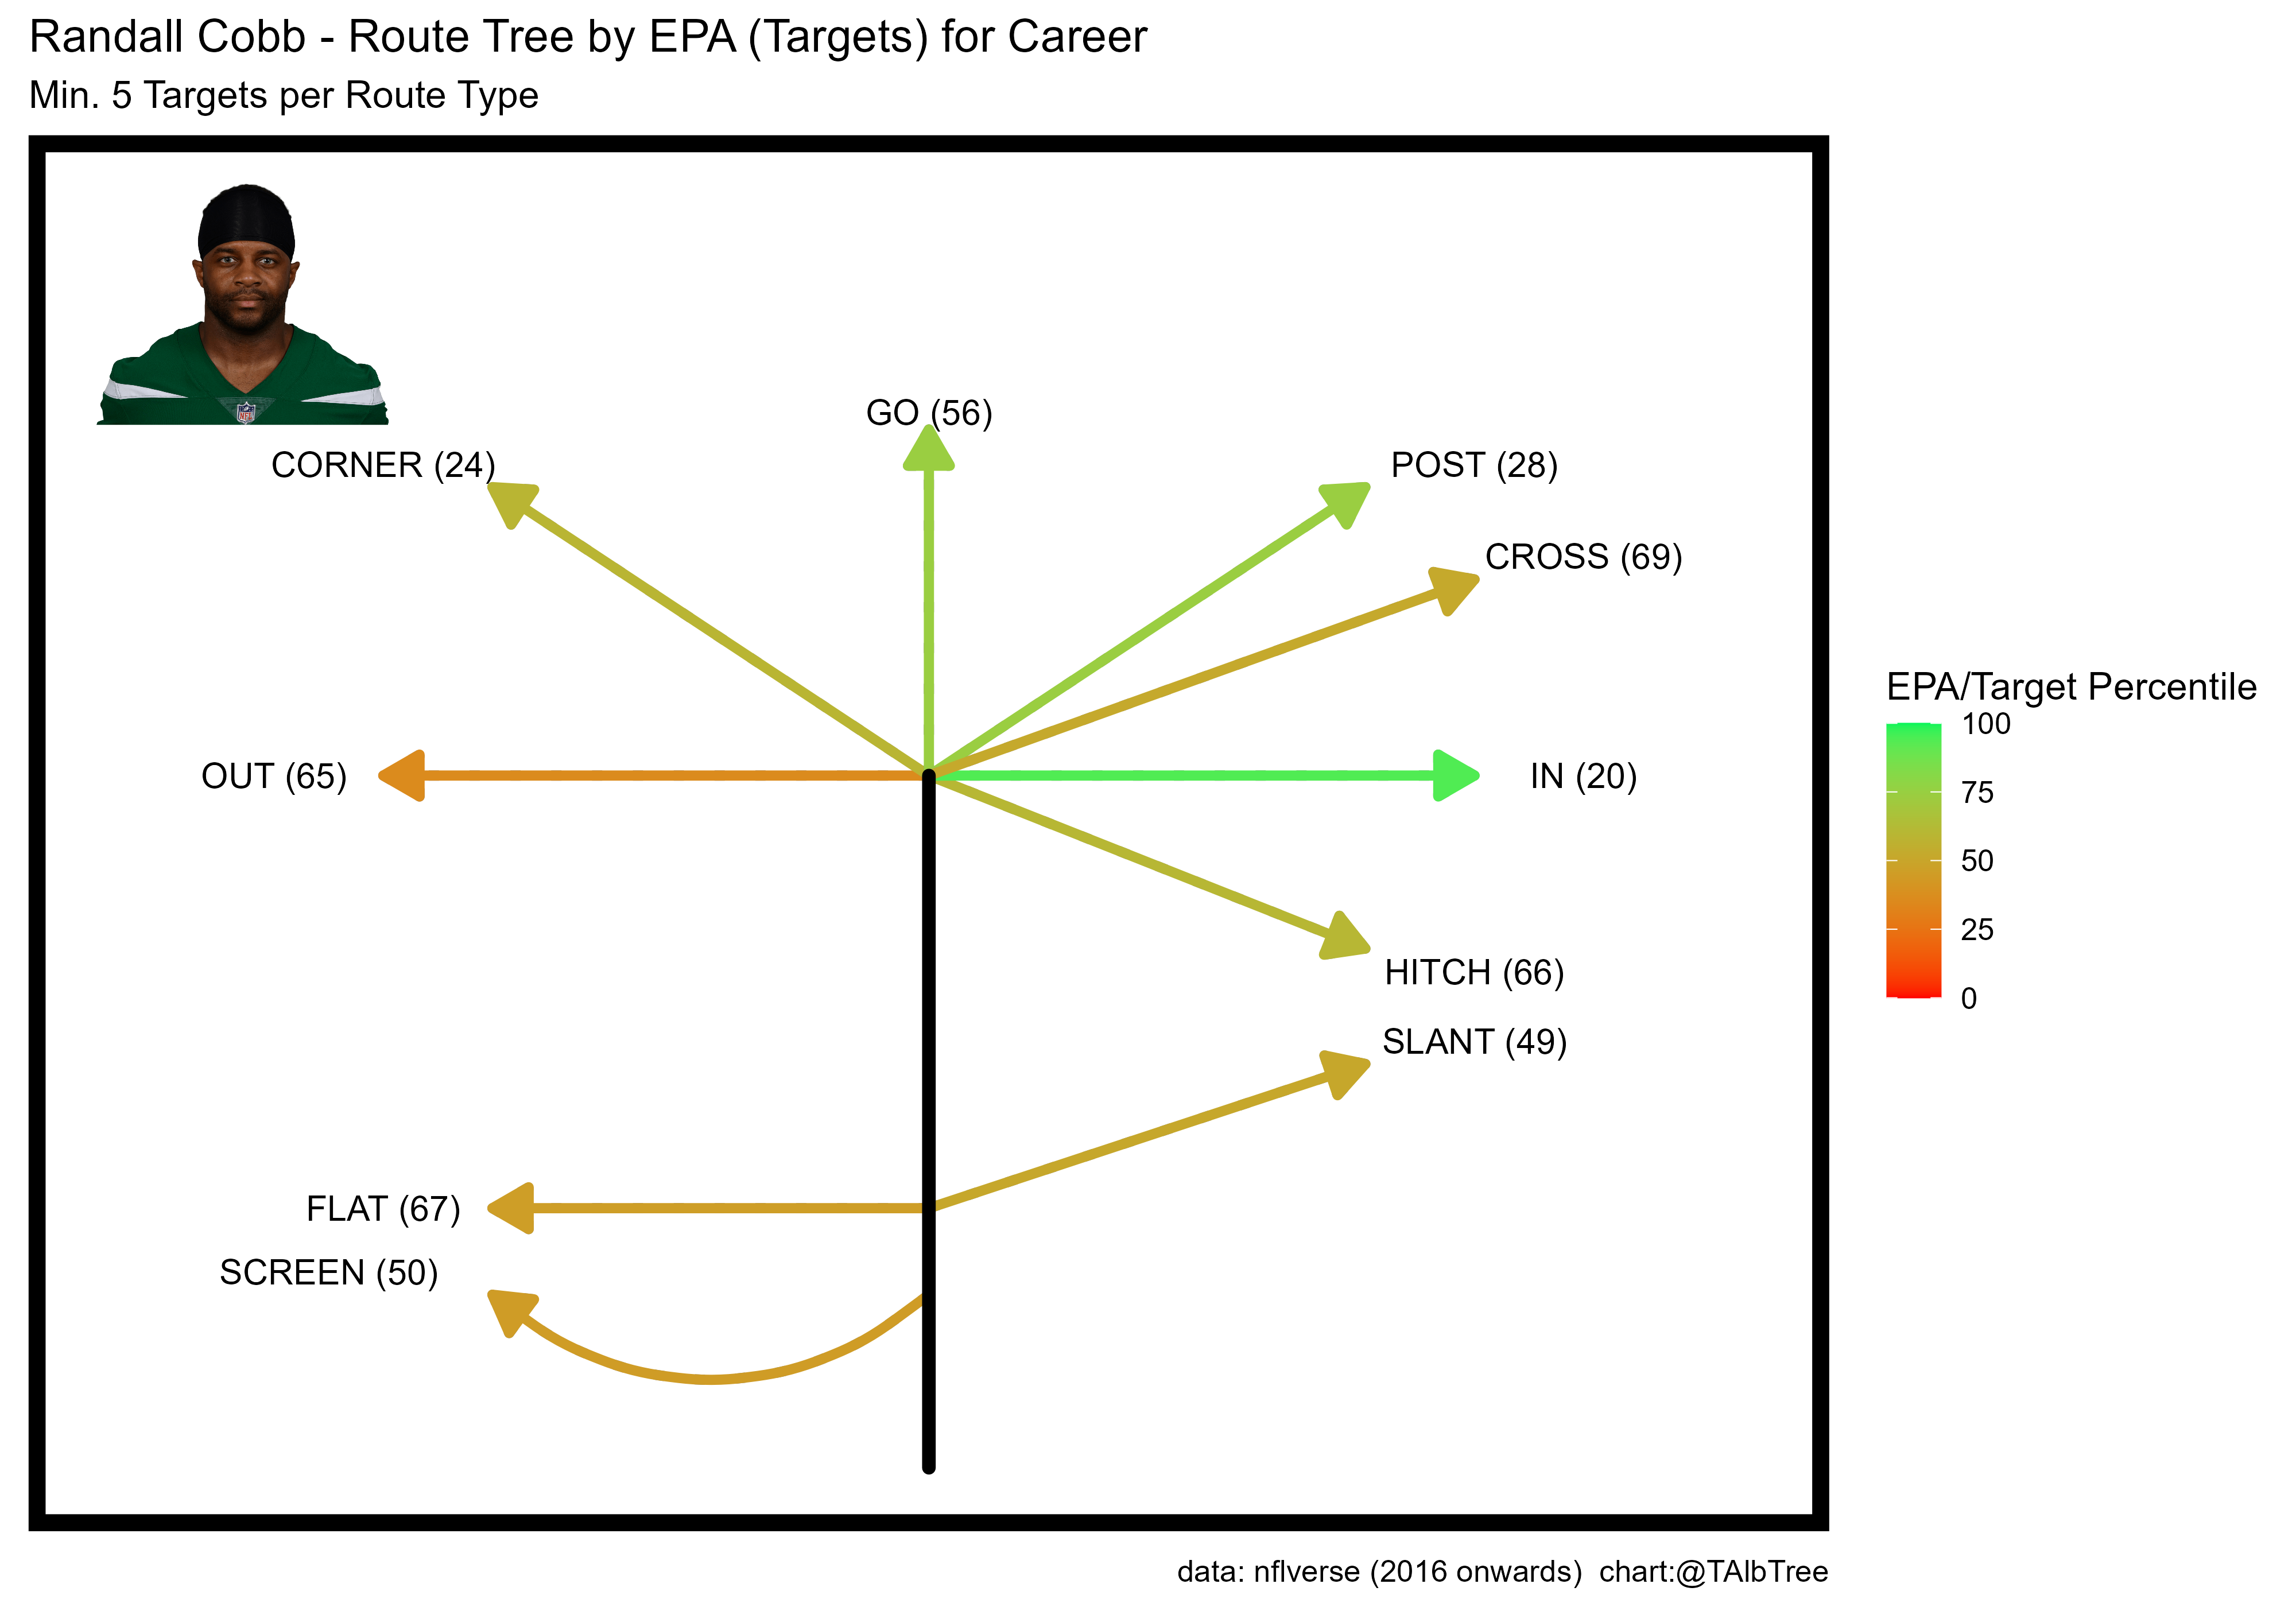 Randall Cobb - Route Tree by EPA (Targets) for Career
Min. 5 Targets per Route Type
GO (56)
CORNER (24)
POST (28)
CROSS (69)
OUT (65)
IN (20)
HITCH (66)
SLANT (49)
FLAT (67)
SCREEN (50)
EPA/Target Percentile
100
75
50
25
0
NFL
data: nflverse (2016 onwards)  chart:@TAlbTree